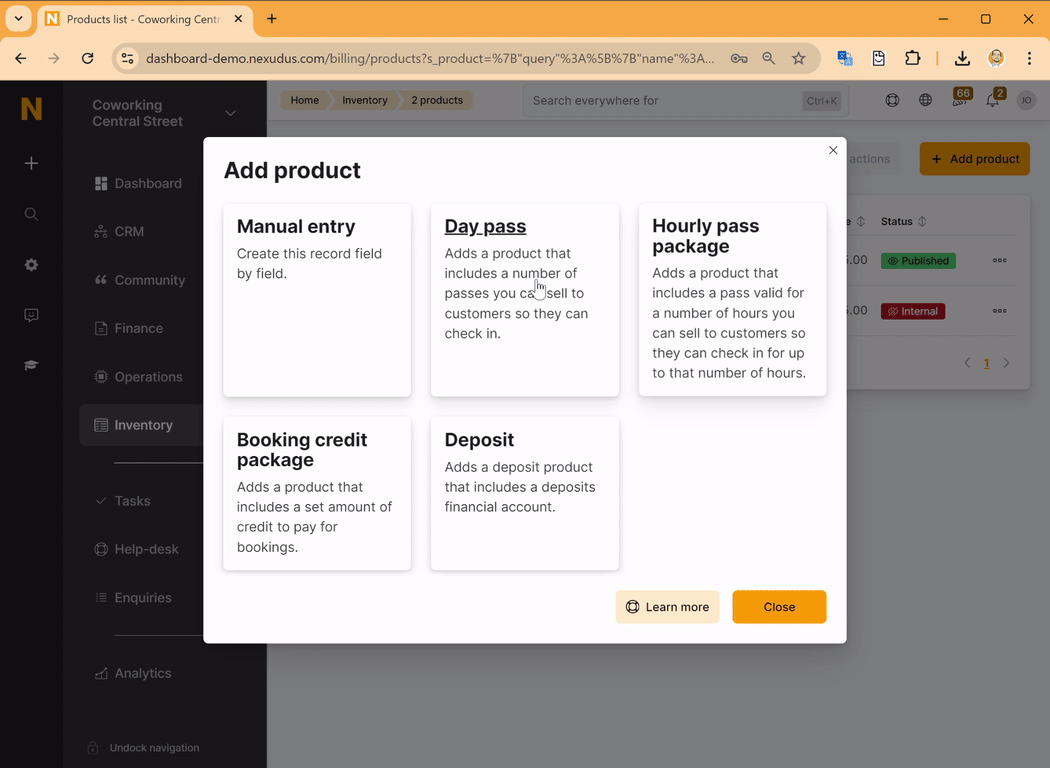 Products list - Coworking Centr
dashboard-demo.nexudus.com/billing/products?s_product=%7B"query"%3A%5B%7B"name"%3A...
N
Coworking
Central Street
Home
Inventory
2 products
Search everywhere for
Ctrl+K
66
2
JO
Dashboard
CRM
Community
Finance
Operations
Inventory
Tasks
Help-desk
Enquiries
Analytics
Undock navigation
actions
+ Add product
Status
5.00
Published
5.00
Internal
1
Add product
Manual entry
Create this record field
by field.
Day pass
Adds a product that
includes a number of
passes you can sell to
customers so they can
check in.
Hourly pass
package
Adds a product that
includes a pass valid for
a number of hours you
can sell to customers so
they can check in for up
to that number of hours.
Booking credit
package
Adds a product that
includes a set amount of
credit to pay for
bookings.
Deposit
Adds a deposit product
that includes a deposits
financial account.
Learn more
Close